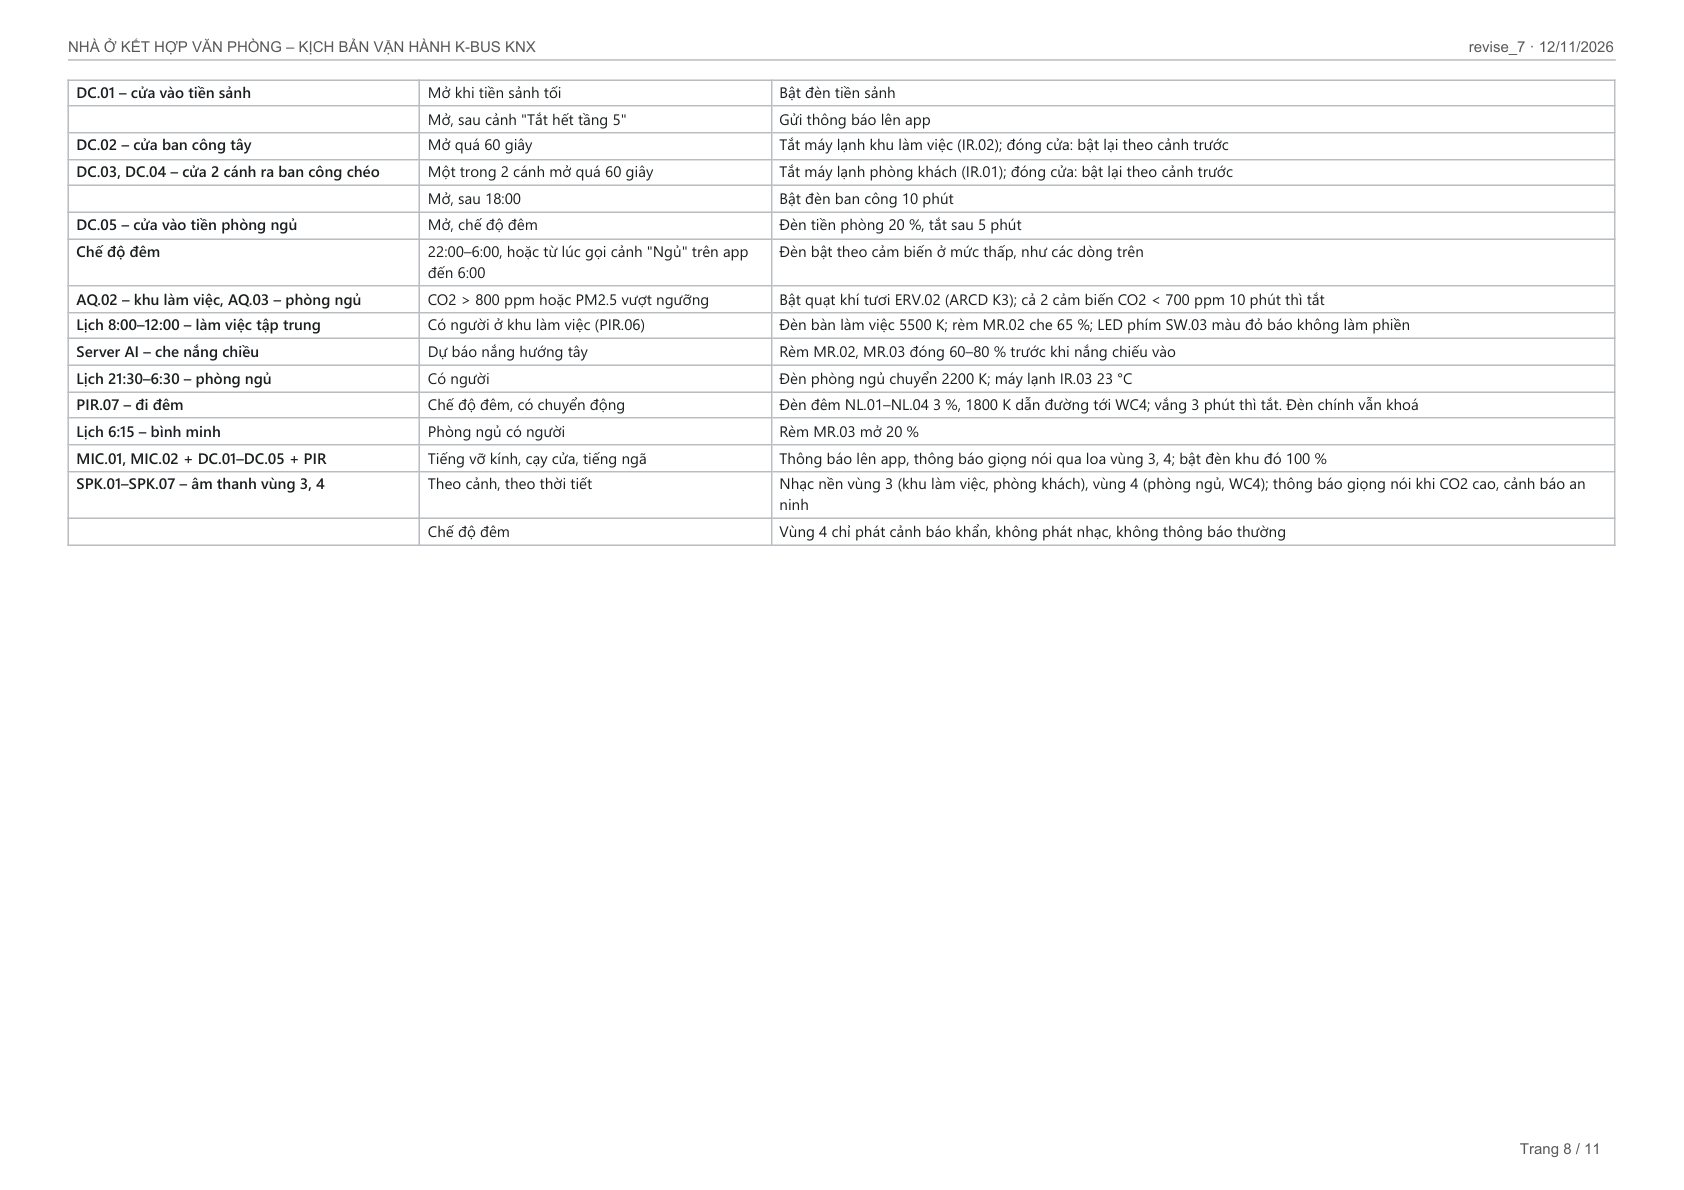 NHÀ Ở KẾT HỢP VĂN PHÒNG – KỊCH BẢN VẬN HÀNH K-BUS KNX revise_7 · 12/11/2026
DC.01 – cửa vào tiền sảnh Mở khi tiền sảnh tối Bật đèn tiền sảnh
Mở, sau cảnh "Tắt hết tầng 5" Gửi thông báo lên app
DC.02 – cửa ban công tây Mở quá 60 giây Tắt máy lạnh khu làm việc (IR.02); đóng cửa: bật lại theo cảnh trước
DC.03, DC.04 – cửa 2 cánh ra ban công chéo Một trong 2 cánh mở quá 60 giây Tắt máy lạnh phòng khách (IR.01); đóng cửa: bật lại theo cảnh trước
Mở, sau 18:00 Bật đèn ban công 10 phút
DC.05 – cửa vào tiền phòng ngủ Mở, chế độ đêm Đèn tiền phòng 20 %, tắt sau 5 phút
Chế độ đêm 22:00–6:00, hoặc từ lúc gọi cảnh "Ngủ" trên app Đèn bật theo cảm biến ở mức thấp, như các dòng trên
đến 6:00
AQ.02 – khu làm việc, AQ.03 – phòng ngủ CO2 > 800 ppm hoặc PM2.5 vượt ngưỡng Bật quạt khí tươi ERV.02 (ARCD K3); cả 2 cảm biến CO2 < 700 ppm 10 phút thì tắt
Lịch 8:00–12:00 – làm việc tập trung Có người ở khu làm việc (PIR.06) Đèn bàn làm việc 5500 K; rèm MR.02 che 65 %; LED phím SW.03 màu đỏ báo không làm phiền
Server AI – che nắng chiều Dự báo nắng hướng tây Rèm MR.02, MR.03 đóng 60–80 % trước khi nắng chiếu vào
Lịch 21:30–6:30 – phòng ngủ Có người Đèn phòng ngủ chuyển 2200 K; máy lạnh IR.03 23 °C
PIR.07 – đi đêm Chế độ đêm, có chuyển động Đèn đêm NL.01–NL.04 3 %, 1800 K dẫn đường tới WC4; vắng 3 phút thì tắt. Đèn chính vẫn khoá
Lịch 6:15 – bình minh Phòng ngủ có người Rèm MR.03 mở 20 %
MIC.01, MIC.02 + DC.01–DC.05 + PIR Tiếng vỡ kính, cạy cửa, tiếng ngã Thông báo lên app, thông báo giọng nói qua loa vùng 3, 4; bật đèn khu đó 100 %
SPK.01–SPK.07 – âm thanh vùng 3, 4 Theo cảnh, theo thời tiết Nhạc nền vùng 3 (khu làm việc, phòng khách), vùng 4 (phòng ngủ, WC4); thông báo giọng nói khi CO2 cao, cảnh báo an
ninh
Chế độ đêm Vùng 4 chỉ phát cảnh báo khẩn, không phát nhạc, không thông báo thường
Trang 8 / 11